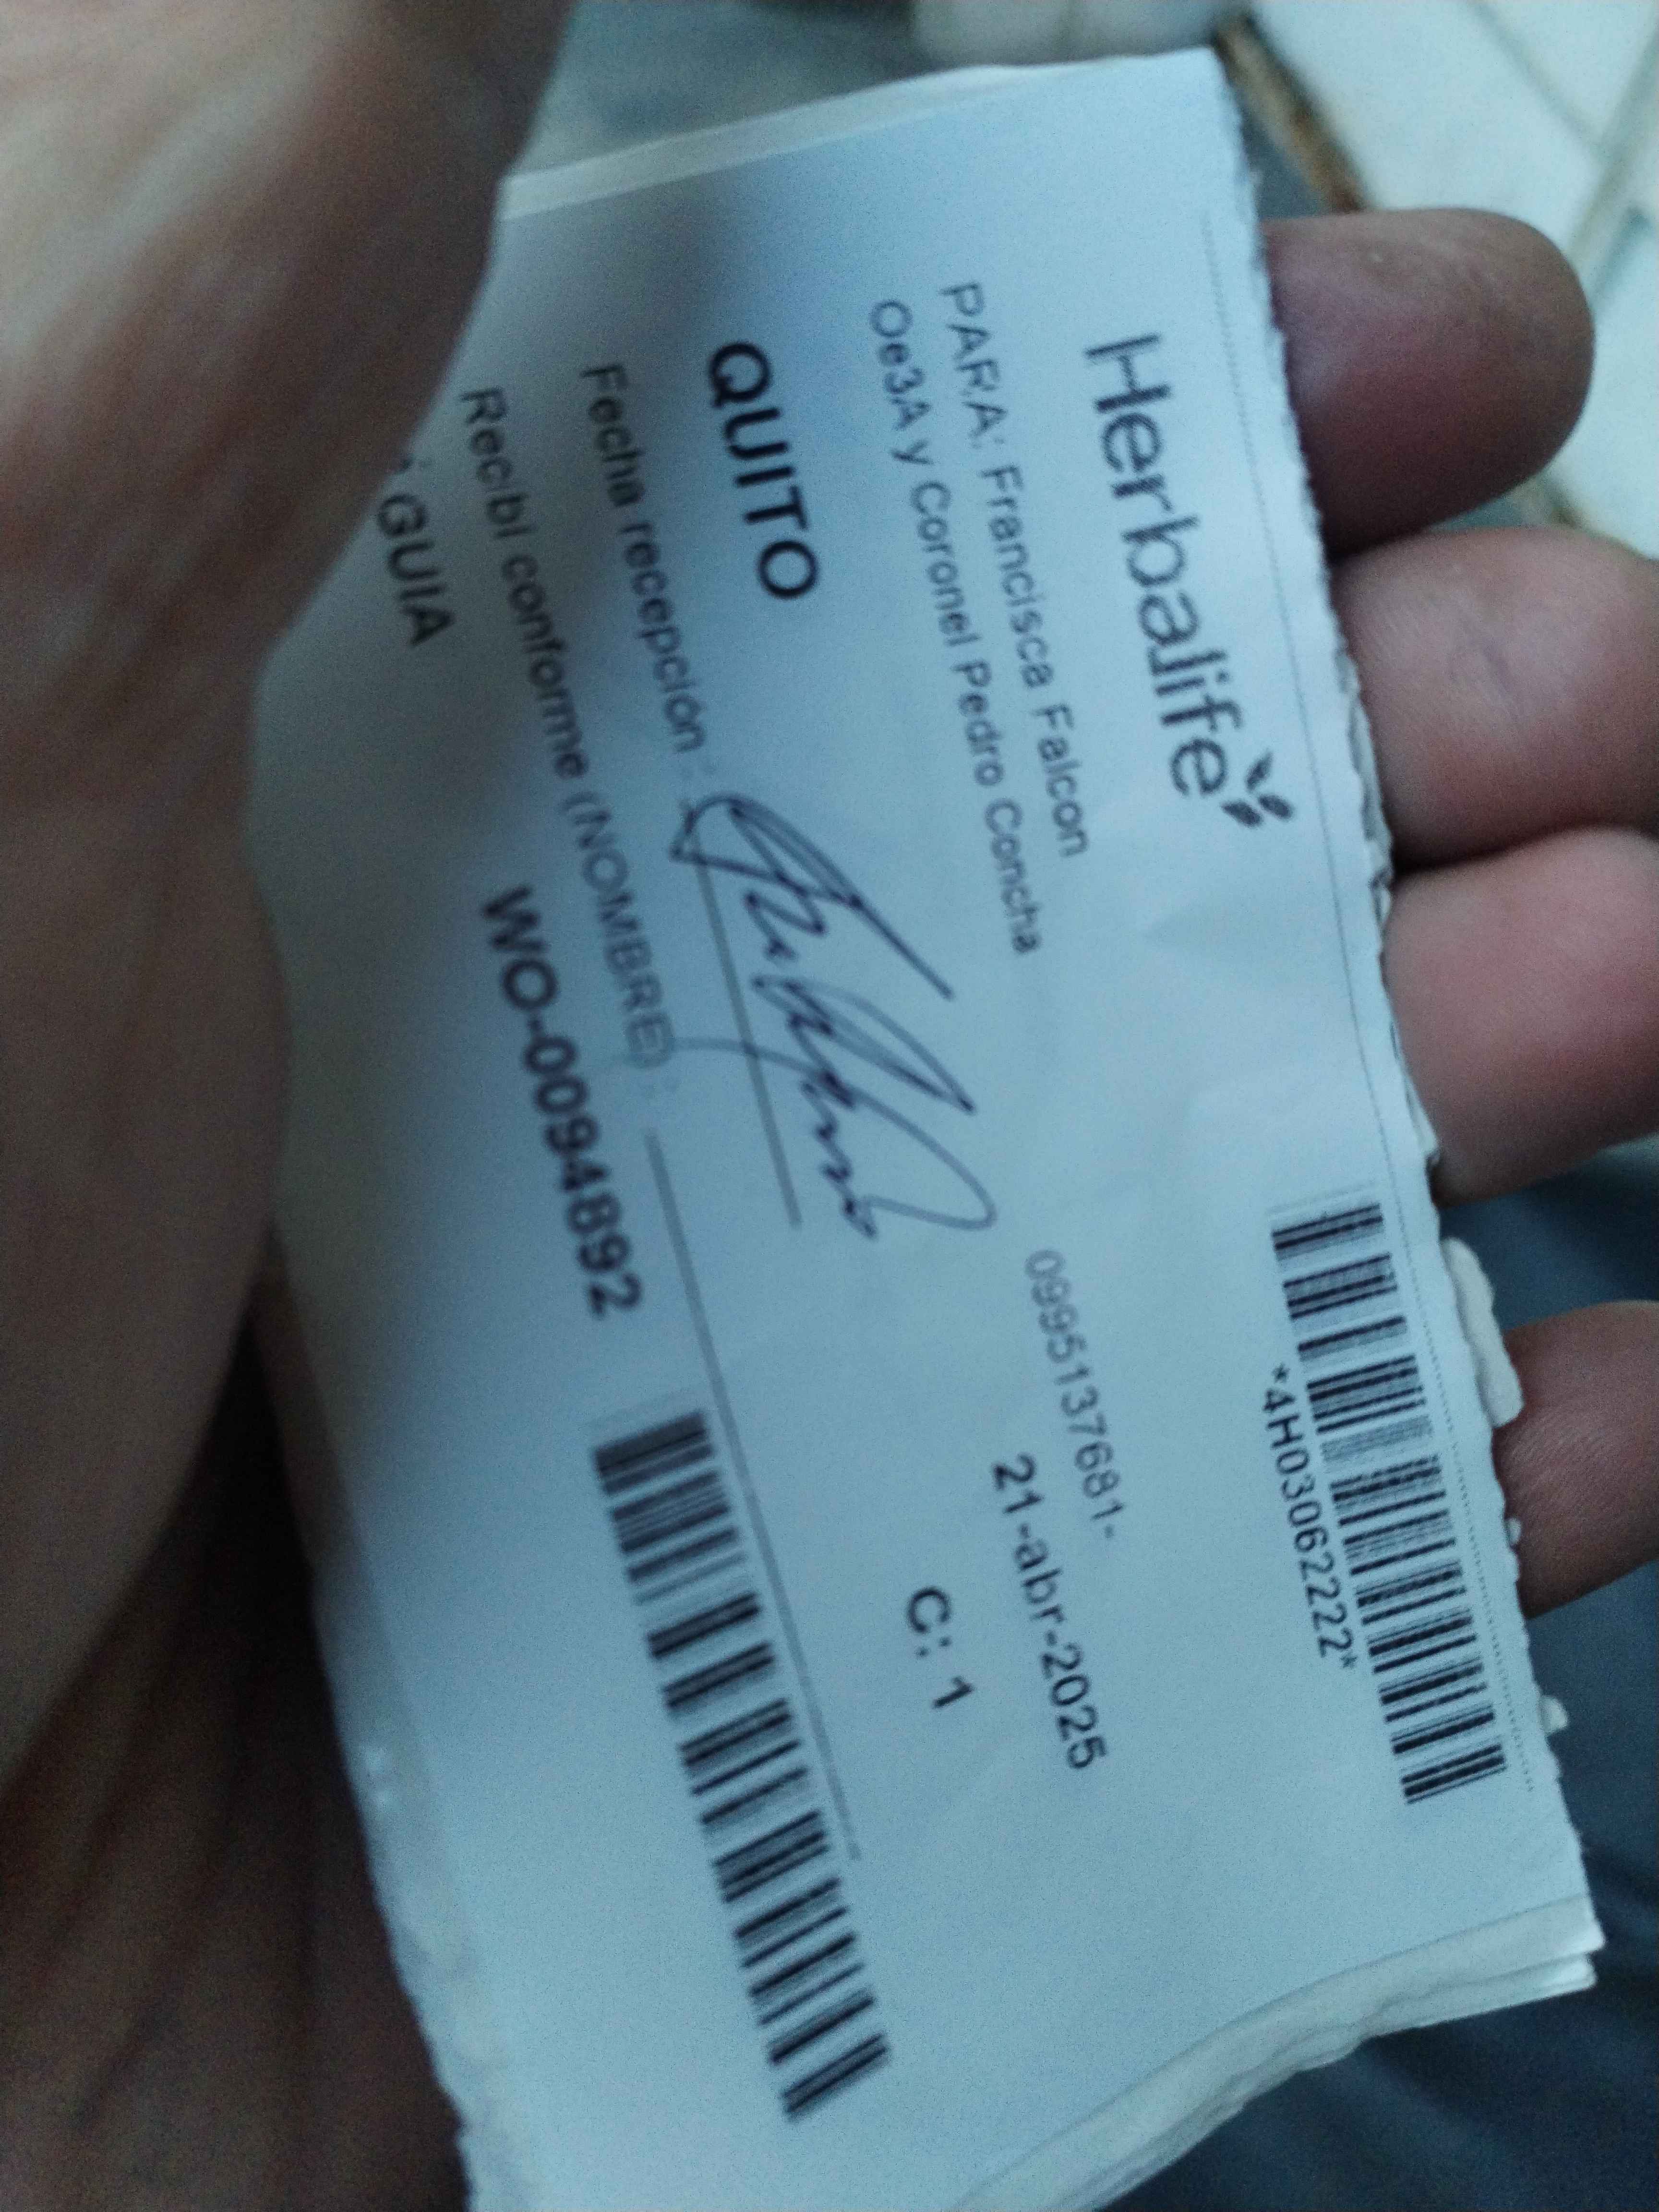 Herbalife
*4H03062222*
PARA: Francisca Falcon
0995137681-
Oe3A y Coronel Pedro Concha
21-abr-2025
QUITO
C: 1
Fecha recepción :
Recibí conforme (NOMBRE) :
GUIA
WO-0094892